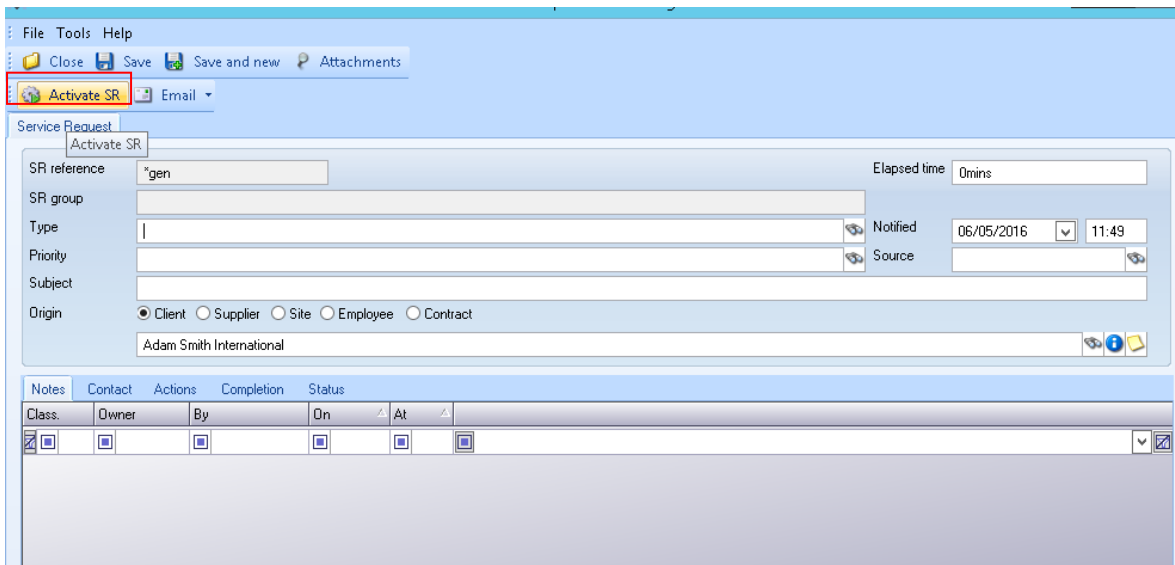 File Tools Help
Close Save Save and new Attachments
Activate SR Email
Service Request
Activate SR
SR reference *gen Elapsed time 0mins
SR group
Type Notified 06/05/2016 11:49
Priority Source
Subject
Origin Client Supplier Site Employee Contract
Adam Smith International
Notes Contact Actions Completion Status
Class. Owner By On At